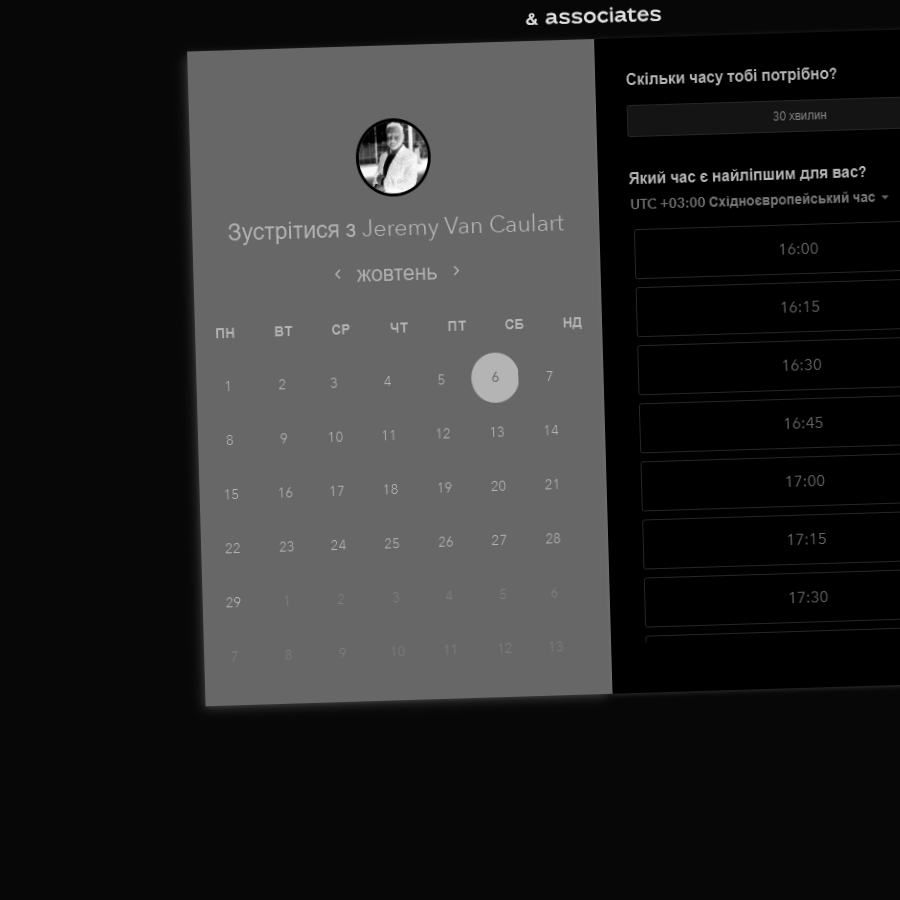 & associates
Зустрітися з Jeremy Van Caulart
‹ жовтень ›
ПН ВТ СР ЧТ ПТ СБ НД
1 2 3 4 5 6 7
8 9 10 11 12 13 14
15 16 17 18 19 20 21
22 23 24 25 26 27 28
29 1 2 3 4 5 6
7 8 9 10 11 12 13
Скільки часу тобі потрібно?
30 хвилин
Який час є найліпшим для вас?
UTC +03:00 Східноєвропейський час
16:00
16:15
16:30
16:45
17:00
17:15
17:30